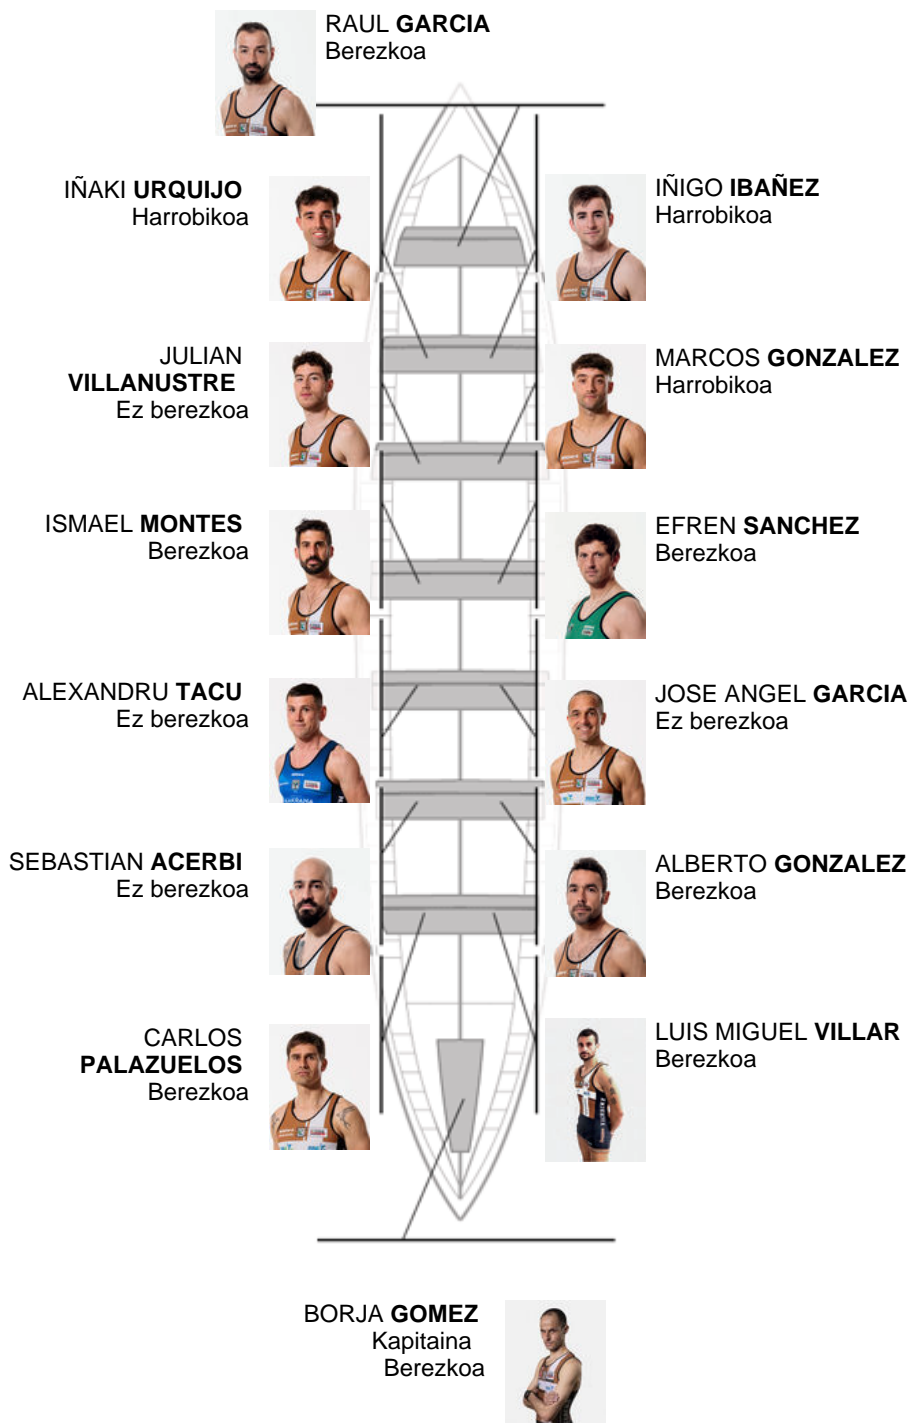 RAUL GARCIA
Berezkoa
IÑAKI URQUIJO
Harrobikoa
IÑIGO IBAÑEZ
Harrobikoa
JULIAN
VILLANUSTRE
Ez berezkoa
MARCOS GONZALEZ
Harrobikoa
ISMAEL MONTES
Berezkoa
EFREN SANCHEZ
Berezkoa
ALEXANDRU TACU
Ez berezkoa
JOSE ANGEL GARCIA
Ez berezkoa
SEBASTIAN ACERBI
Ez berezkoa
ALBERTO GONZALEZ
Berezkoa
CARLOS
PALAZUELOS
Berezkoa
LUIS MIGUEL VILLAR
Berezkoa
BORJA GOMEZ
Kapitaina
Berezkoa